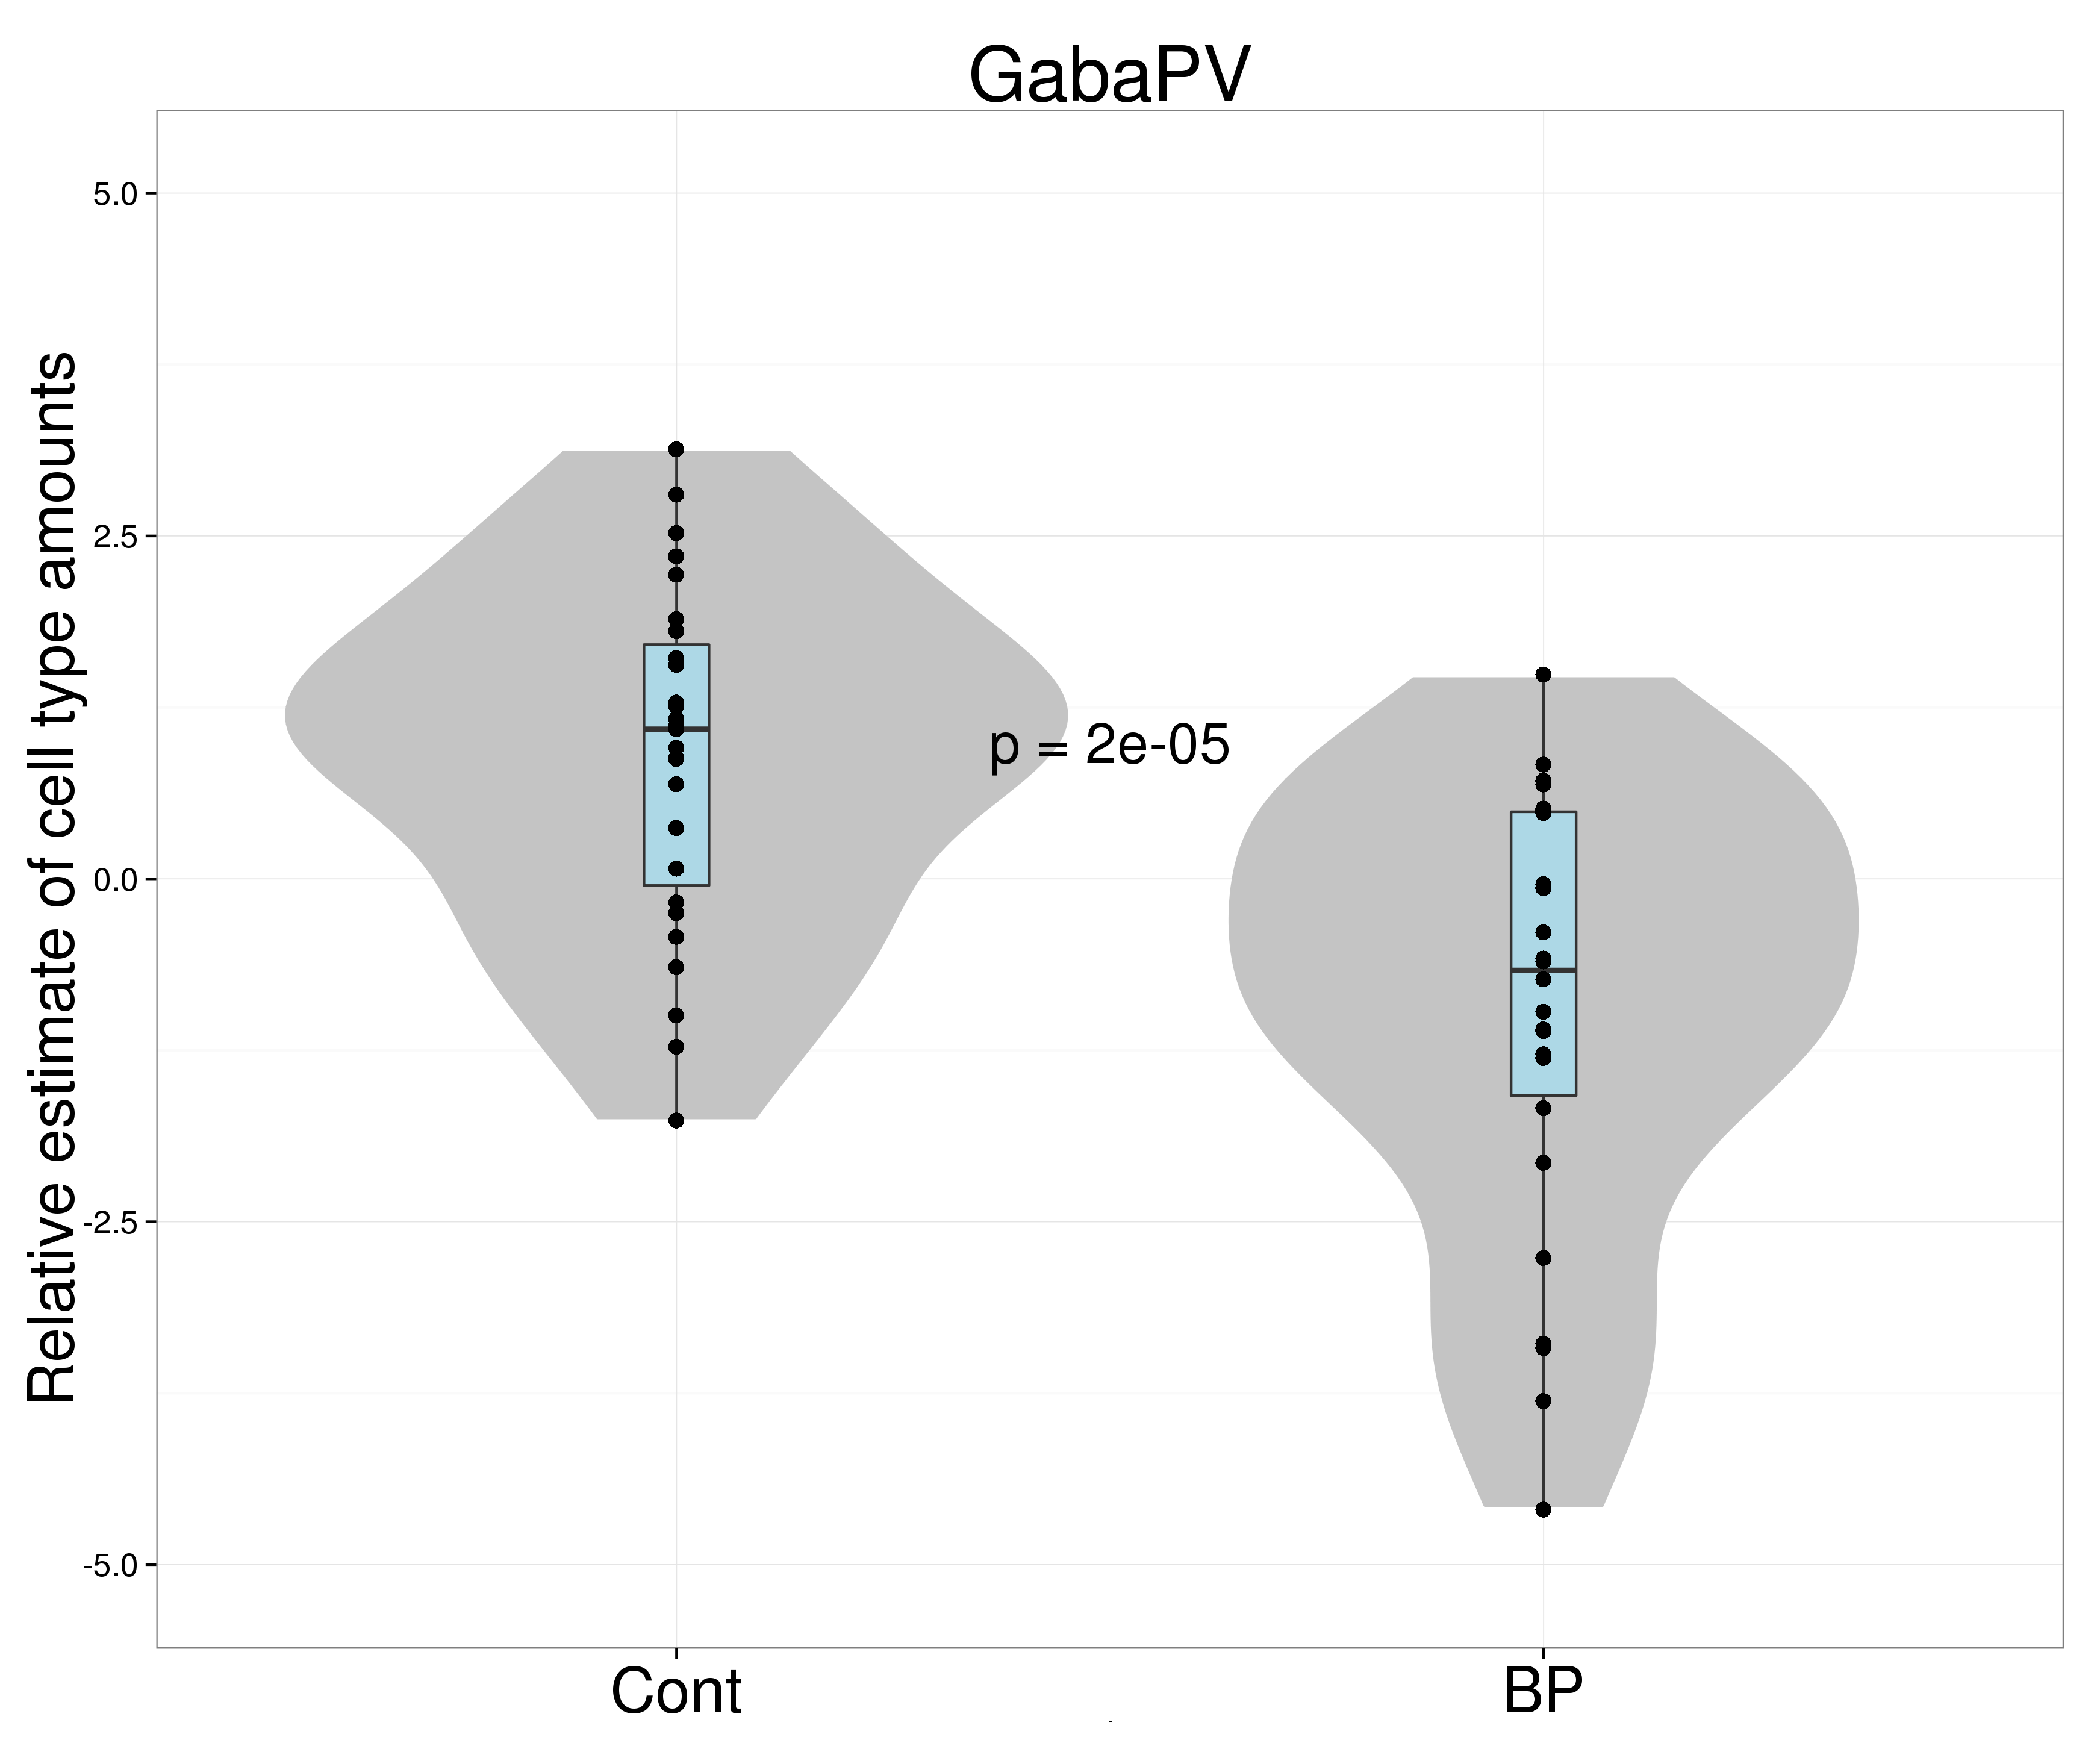 GabaPV
Relative estimate of cell type amounts
5.0
2.5
0.0
-2.5
-5.0
p = 2e-05
Cont
BP